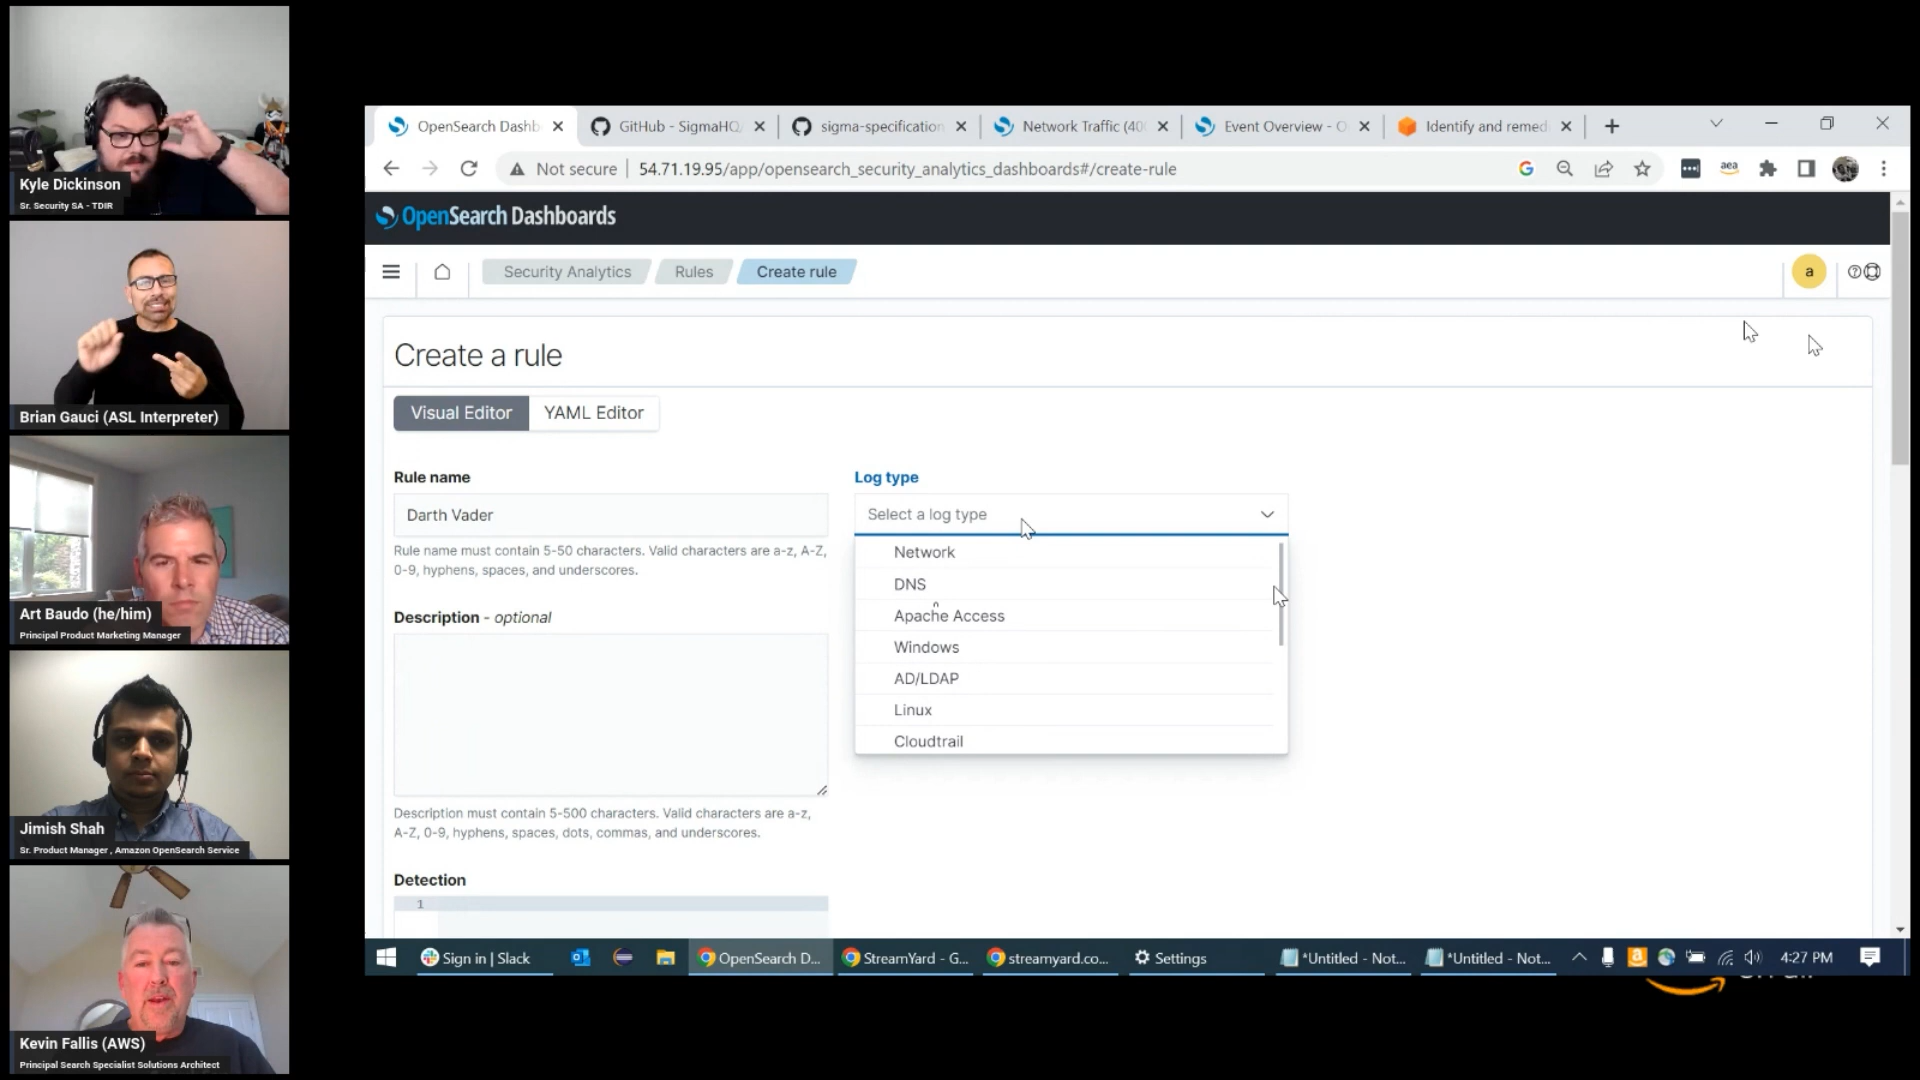 Kyle Dickinson
Sr. Security SA - TDIR
Brian Gauci (ASL Interpreter)
Art Baudo (he/him)
Principal Product Marketing Manager
Jimish Shah
Sr. Product Manager , Amazon OpenSearch Service
Kevin Fallis (AWS)
Principal Search Specialist Solutions Architect
OpenSearch Dashb
GitHub - SigmaHQ
sigma-specification
Network Traffic (40
Event Overview - O
Identify and remed
Not secure
54.71.19.95/app/opensearch_security_analytics_dashboards#/create-rule
aea
OpenSearch Dashboards
Security Analytics
Rules
Create rule
a
Create a rule
Visual Editor
YAML Editor
Rule name
Darth Vader
Rule name must contain 5-50 characters. Valid characters are a-z, A-Z,
0-9, hyphens, spaces, and underscores.
Description - optional
Description must contain 5-500 characters. Valid characters are a-z,
A-Z, 0-9, hyphens, spaces, dots, commas, and underscores.
Detection
1
Log type
Select a log type
Network
DNS
Apache Access
Windows
AD/LDAP
Linux
Cloudtrail
Sign in | Slack
OpenSearch D...
StreamYard - G...
streamyard.co...
Settings
*Untitled - Not...
*Untitled - Not...
4:27 PM